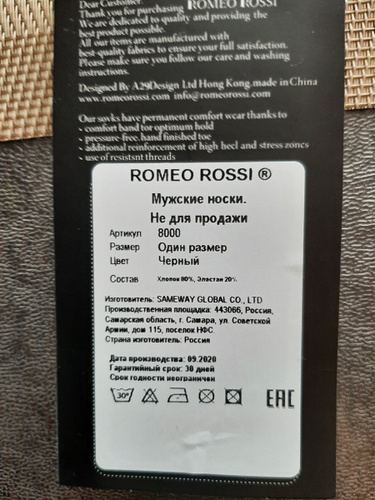 Dear Customer.
Thank you for purchasing ROMEO ROSSI
We are dedicated to quality and providing the
best product possible.
All our items are manufactured with
best-quality fabrics to ensure your full satisfaction.
Please make sure you follow our care and washing
instructions.
Designed By A29Design Ltd Hong Kong.made in China
www.romeorossi.com info@romeorossi.com
Our socks have permanent comfort wear thanks to
- comfort band for optimum hold
- pressure-free, hand finished toe
- additional reinforcement of high heel and stress zones
- use of resistsnt threads
ROMEO ROSSI ®
Мужские носки.
Не для продажи
Артикул 8000
Размер Один размер
Цвет Черный
Состав Хлопок 80%, Эластан 20%
Изготовитель: SAMEWAY GLOBAL CO., LTD
Производственная площадка: 443066, Россия,
Самарская область, г. Самара, ул. Советской
Армии, дом 115, поселок НФС.
Страна изготовитель: Россия
Дата производства: 09.2020
Гарантийный срок: 30 дней
Срок годности неограничен
30° EAC